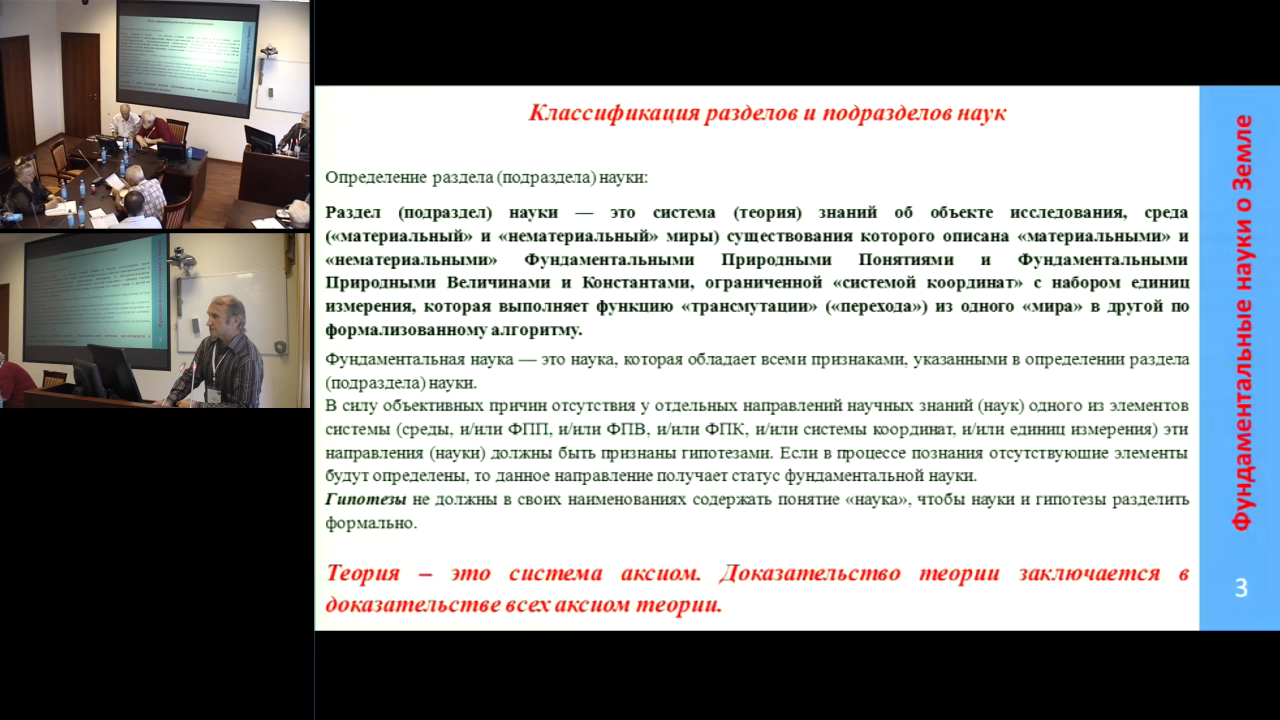 Классификация разделов и подразделов наук
Определение раздела (подраздела) науки:
Раздел (подраздел) науки — это система (теория) знаний об объекте исследования, среда
(«материальный» и «нематериальный» миры) существования которого описана «материальными» и
«нематериальными» Фундаментальными Природными Понятиями и Фундаментальными
Природными Величинами и Константами, ограниченной «системой координат» с набором единиц
измерения, которая выполняет функцию «трансмутации» («перехода») из одного «мира» в другой по
формализованному алгоритму.
Фундаментальная наука — это наука, которая обладает всеми признаками, указанными в определении раздела
(подраздела) науки.
В силу объективных причин отсутствия у отдельных направлений научных знаний (наук) одного из элементов
системы (среды, и/или ФПП, и/или ФПВ, и/или ФПК, и/или системы координат, и/или единиц измерения) эти
направления (науки) должны быть признаны гипотезами. Если в процессе познания отсутствующие элементы
будут определены, то данное направление получает статус фундаментальной науки.
Гипотезы не должны в своих наименованиях содержать понятие «наука», чтобы науки и гипотезы разделить
формально.
Теория – это система аксиом. Доказательство теории заключается в
доказательстве всех аксиом теории.
Фундаментальные науки о Земле
3